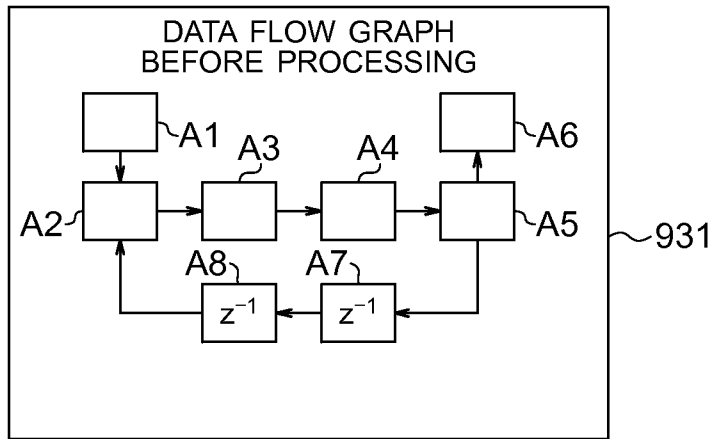 DATA FLOW GRAPH
BEFORE PROCESSING
A1
A3
A4
A6
A2
A5
931
A8
A7
z⁻¹
z⁻¹